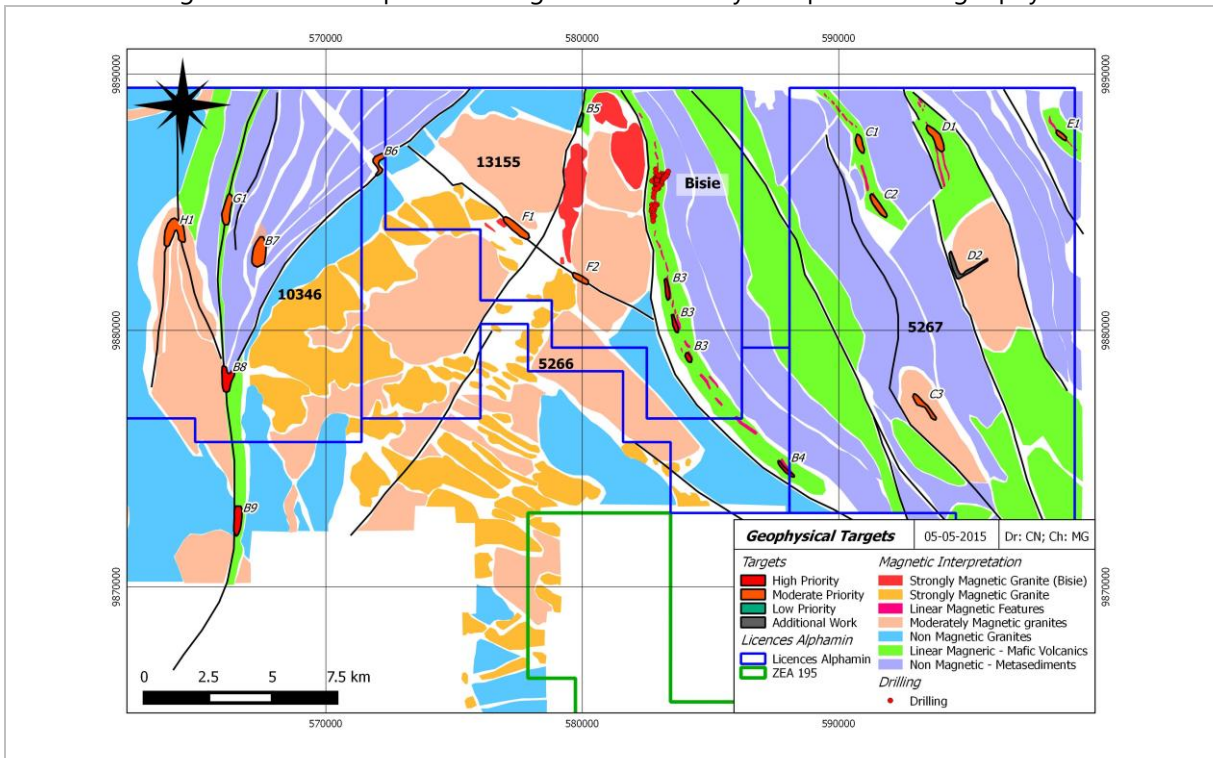 570000
580000
590000
9890000
9890000
B5
C1
D1
E1
B6
13155
Bisie
C2
G1
H1
F1
B7
D2
F2
10346
B3
B3
9880000
9880000
5267
B3
5266
B8
C3
B4
B9
Geophysical Targets 05-05-2015 Dr: CN; Ch: MG
Targets
High Priority
Moderate Priority
Low Priority
Additional Work
Licences Alphamin
Licences Alphamin
ZEA 195
Magnetic Interpretation
Strongly Magnetic Granite (Bisie)
Strongly Magnetic Granite
Linear Magnetic Features
Moderately Magnetic granites
Non Magnetic Granites
Linear Magneric - Mafic Volcanics
Non Magnetic - Metasediments
Drilling
Drilling
9870000
9870000
0 2.5 5 7.5 km
570000
580000
590000